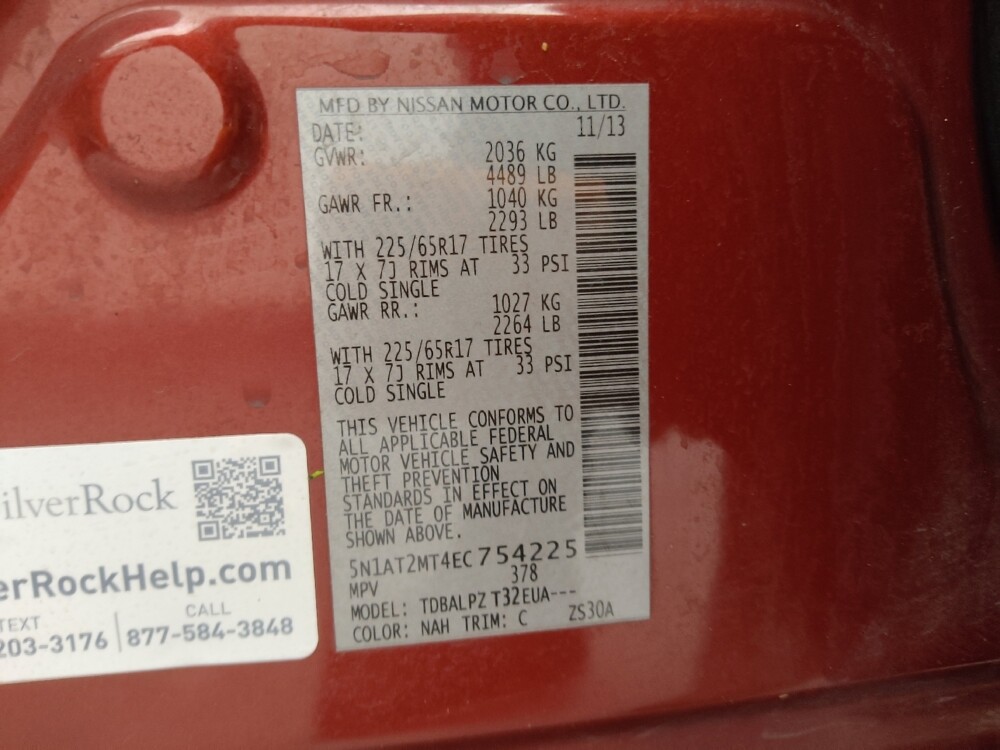 MFD BY NISSAN MOTOR CO., LTD.
DATE: 11/13
GVWR: 2036 KG
4489 LB
GAWR FR.: 1040 KG
2293 LB
WITH 225/65R17 TIRES
17 X 7J RIMS AT 33 PSI
COLD SINGLE
GAWR RR.: 1027 KG
2264 LB
WITH 225/65R17 TIRES
17 X 7J RIMS AT 33 PSI
COLD SINGLE
THIS VEHICLE CONFORMS TO
ALL APPLICABLE FEDERAL
MOTOR VEHICLE SAFETY AND
THEFT PREVENTION
STANDARDS IN EFFECT ON
THE DATE OF MANUFACTURE
SHOWN ABOVE.
5N1AT2MT4EC754225
MPV 378
MODEL: TDBALPZ T32EUA---
COLOR: NAH TRIM: C ZS30A
ilverRock
erRockHelp.com
TEXT CALL
203-3176 877-584-3848